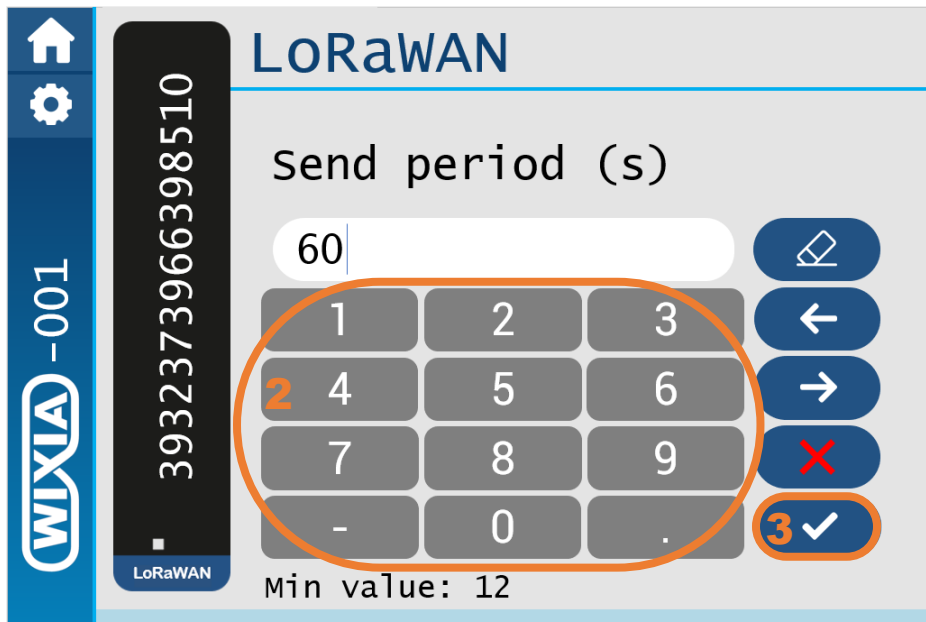 LoRaWAN
Send period (s)
60
1 2 3
2 4 5 6
7 8 9
- 0 .
3
Min value: 12
3932373966398510
LoRaWAN
WIXIA-001